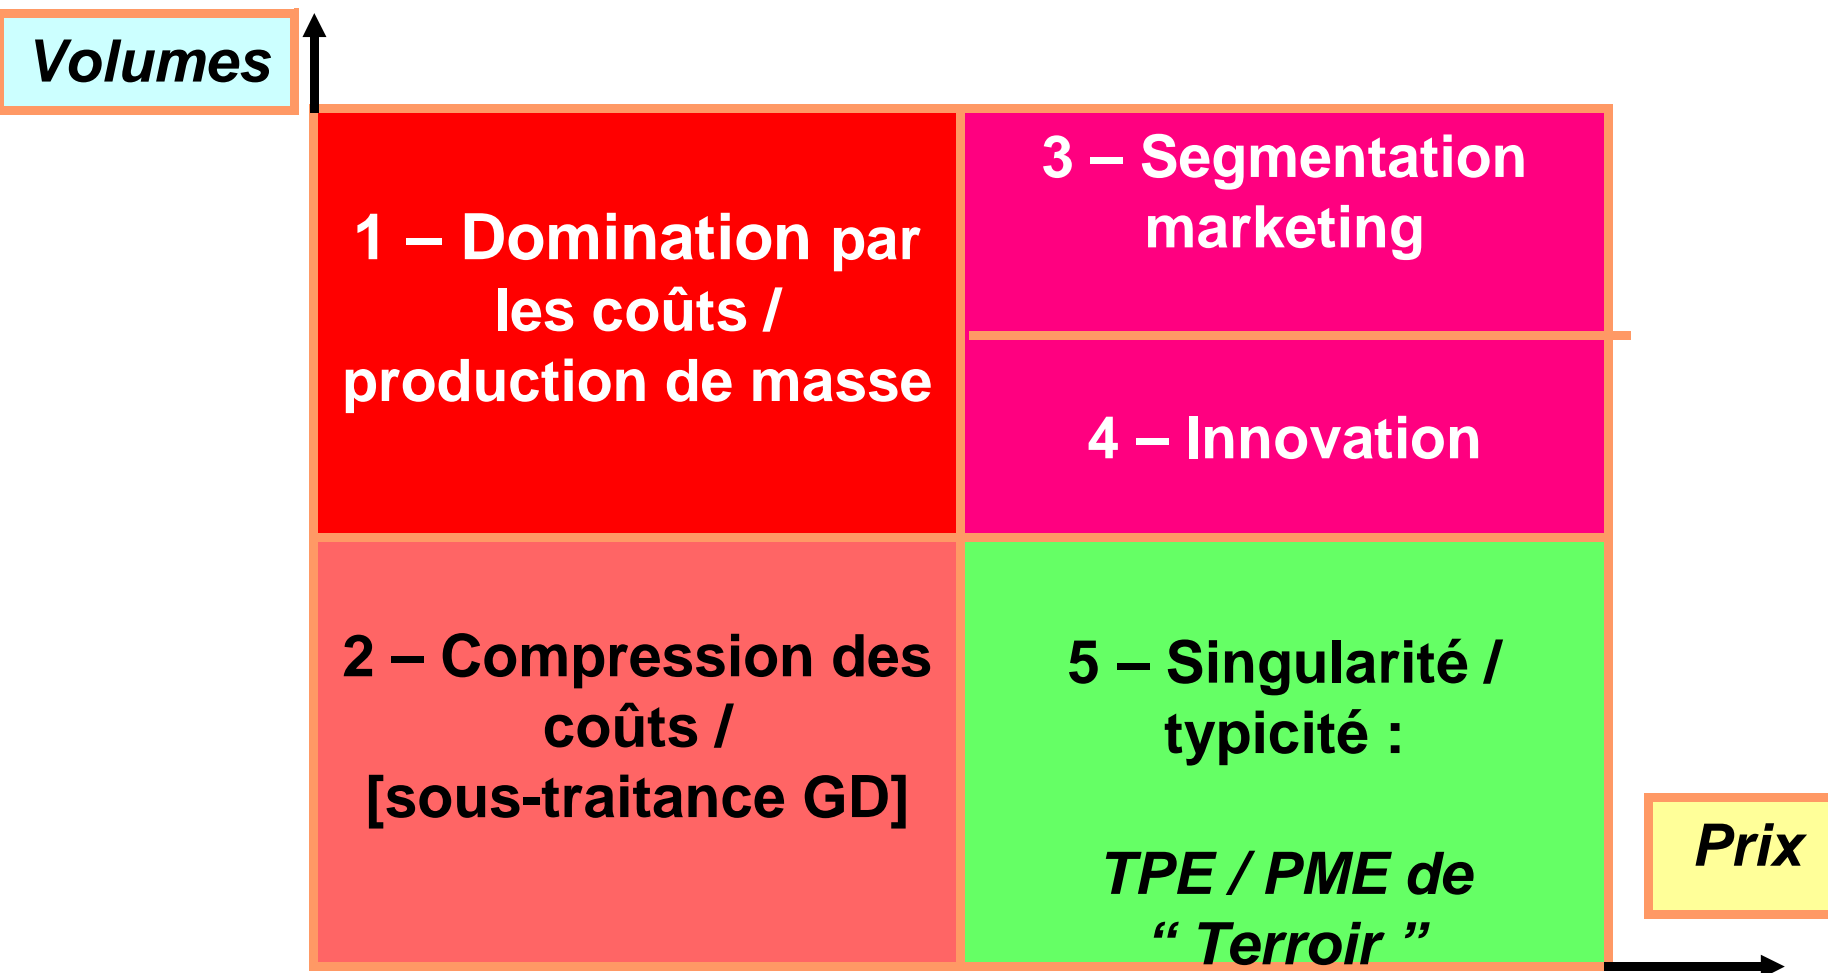 Volumes
1 – Domination par
les coûts /
production de masse
3 – Segmentation
marketing
4 – Innovation
2 – Compression des
coûts /
[sous-traitance GD]
5 – Singularité /
typicité :
TPE / PME de
“ Terroir ”
Prix